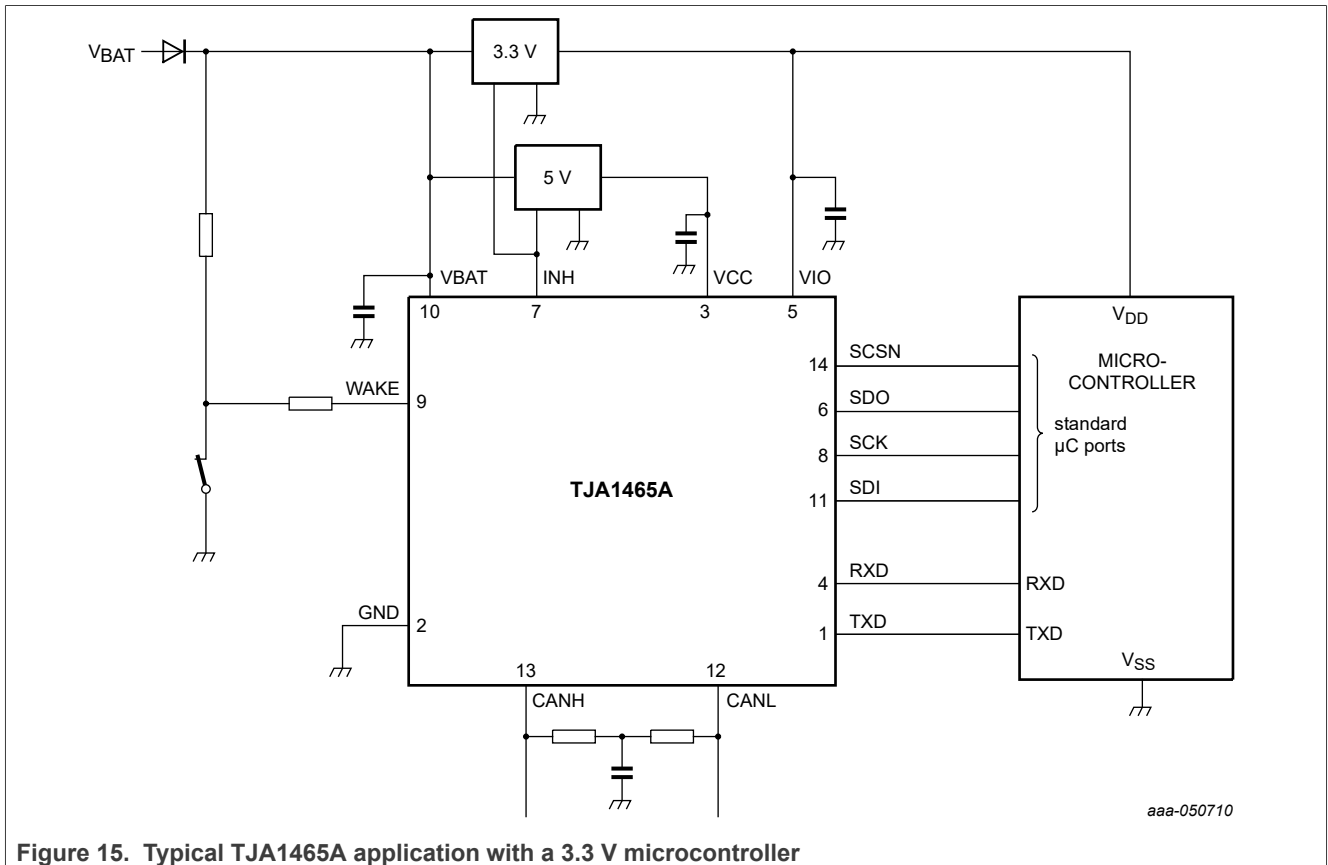 VBAT
3.3 V
5 V
VBAT
INH
VCC
VIO
10
7
3
5
VDD
MICRO-
CONTROLLER
standard
µC ports
14
SCSN
6
SDO
8
SCK
11
SDI
WAKE
9
TJA1465A
4
RXD
RXD
1
TXD
TXD
VSS
GND
2
13
12
CANH
CANL
aaa-050710
Figure 15. Typical TJA1465A application with a 3.3 V microcontroller